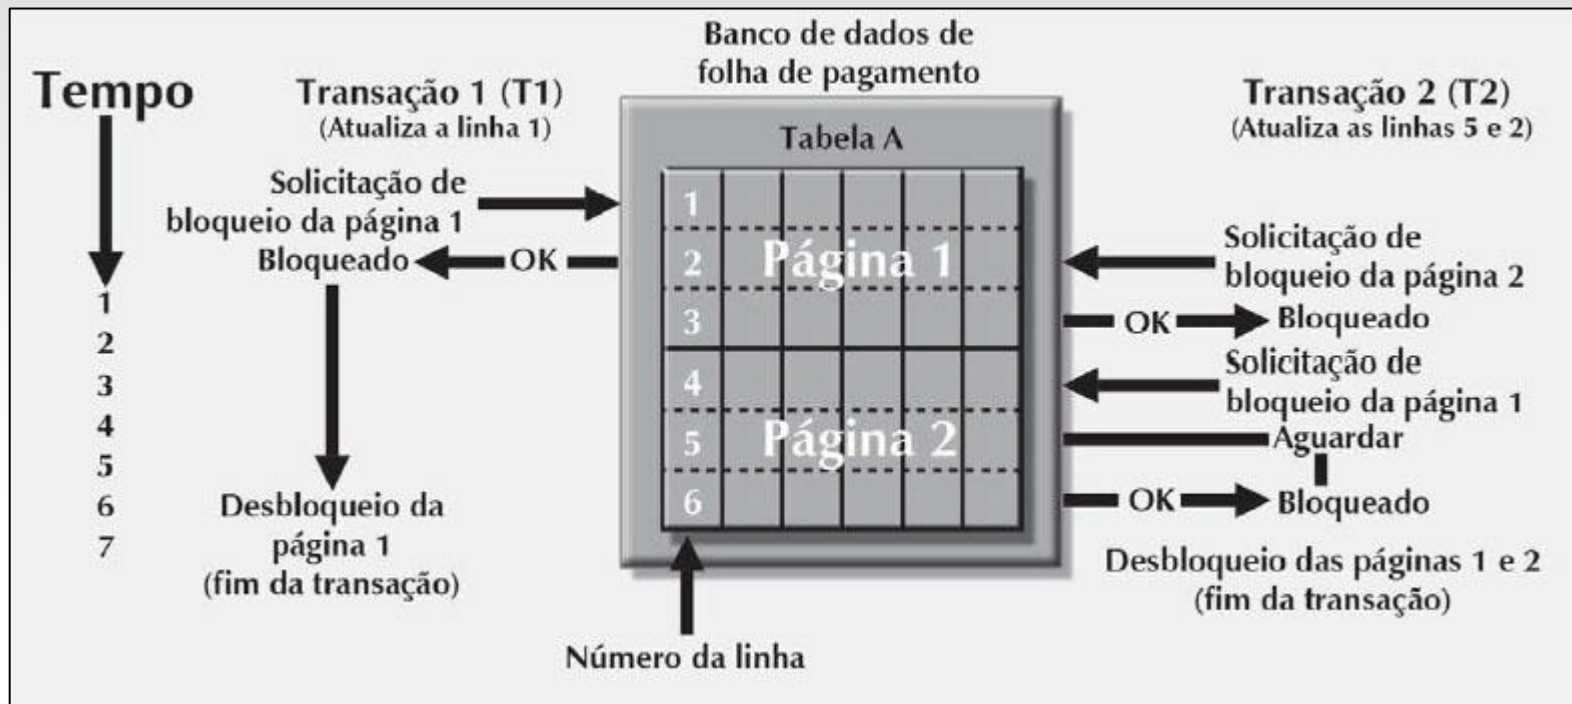 Banco de dados de
folha de pagamento
Tempo
Transação 1 (T1)
(Atualiza a linha 1)
Transação 2 (T2)
(Atualiza as linhas 5 e 2)
Tabela A
Solicitação de
bloqueio da página 1
Bloqueado
OK
Desbloqueio da
página 1
(fim da transação)
1
2
3
4
5
6
7
1
2
3
4
5
6
Página 1
Página 2
Solicitação de
bloqueio da página 2
OK
Bloqueado
Solicitação de
bloqueio da página 1
Aguardar
OK
Bloqueado
Desbloqueio das páginas 1 e 2
(fim da transação)
Número da linha